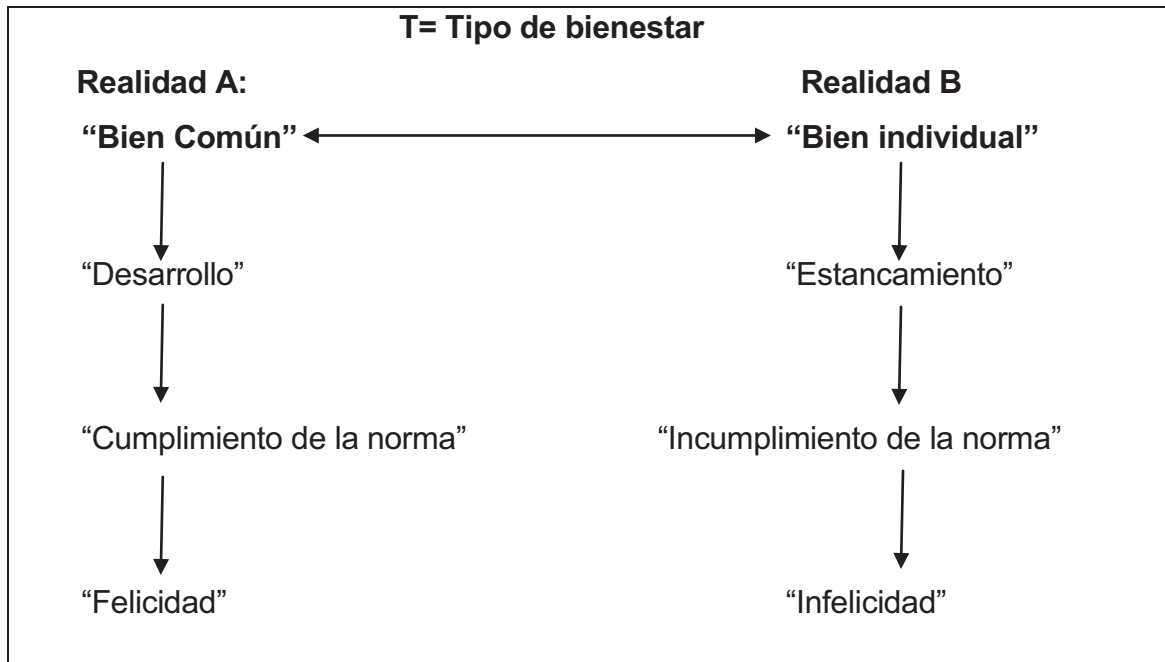 T= Tipo de bienestar
Realidad A: Realidad B
“Bien Común” “Bien individual”
“Desarrollo” “Estancamiento”
“Cumplimiento de la norma” “Incumplimiento de la norma”
“Felicidad” “Infelicidad”